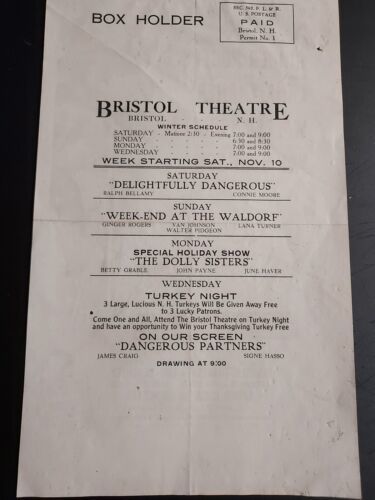 BOX HOLDER
SEC. 562, P. L. & R.
U. S. POSTAGE
PAID
Bristol, N. H.
Permit No. 1
BRISTOL THEATRE
BRISTOL - - N. H.
WINTER SCHEDULE
SATURDAY - Matinee 2:30 - Evening 7:00 and 9:00
SUNDAY - - - - - 6:30 and 8:30
MONDAY - - - - - 7:00 and 9:00
WEDNESDAY - - - - 7:00 and 9:00
WEEK STARTING SAT., NOV. 10
SATURDAY
"DELIGHTFULLY DANGEROUS"
RALPH BELLAMY CONNIE MOORE
SUNDAY
"WEEK-END AT THE WALDORF"
GINGER ROGERS VAN JOHNSON LANA TURNER
WALTER PIDGEON
MONDAY
SPECIAL HOLIDAY SHOW
"THE DOLLY SISTERS"
BETTY GRABLE JOHN PAYNE JUNE HAVER
WEDNESDAY
TURKEY NIGHT
3 Large, Lucious N. H. Turkeys Will Be Given Away Free
to 3 Lucky Patrons.
Come One and All, Attend The Bristol Theatre on Turkey Night
and have an opportunity to Win your Thanksgiving Turkey Free
ON OUR SCREEN
"DANGEROUS PARTNERS"
JAMES CRAIG SIGNE HASSO
DRAWING AT 9:00